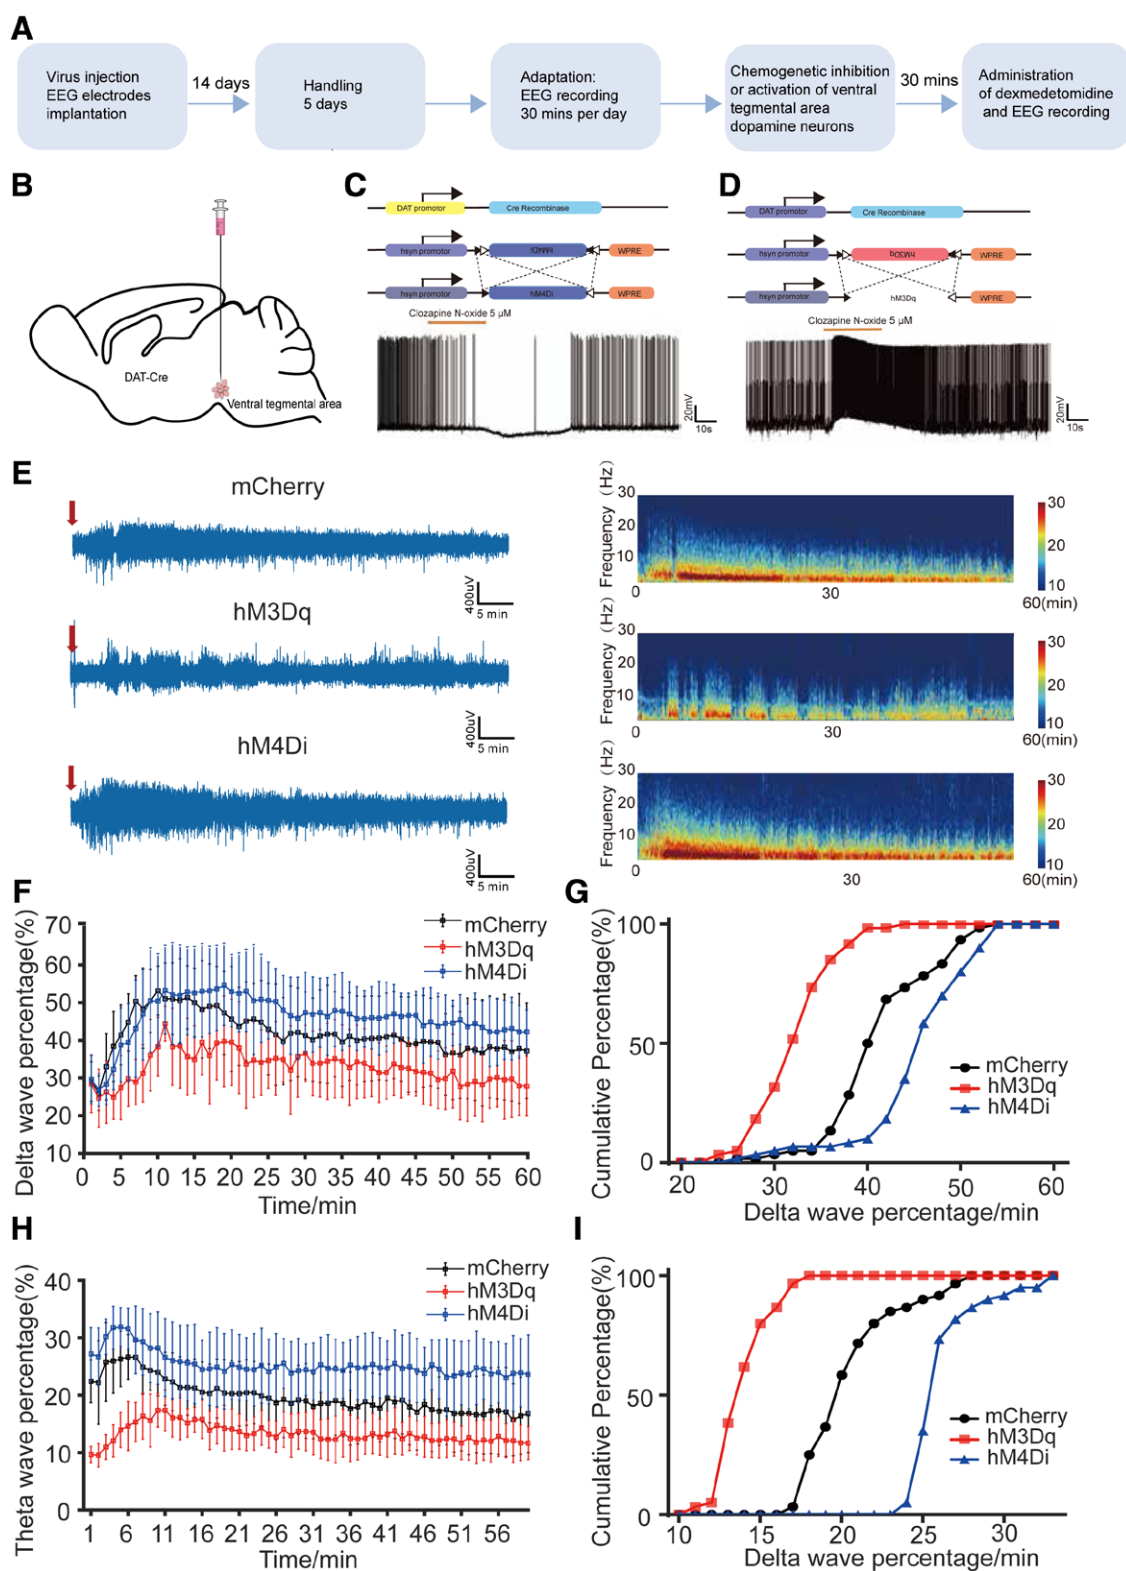 A
Virus injection
EEG electrodes
implantation
14 days
Handling
5 days
Adaptation:
EEG recording
30 mins per day
Chemogenetic inhibition
or activation of ventral
tegmental area
dopamine neurons
30 mins
Administration
of dexmedetomidine
and EEG recording
B
DAT-Cre
Ventral tegmental area
C
DAT promotor
Cre Recombinase
hsyn promotor
hM4Di
WPRE
hsyn promotor
hM4Di
WPRE
Clozapine N-oxide 5 μM
20mV
10s
D
DAT promotor
Cre Recombinase
hsyn promotor
hM3Dq
WPRE
hsyn promotor
hM3Dq
WPRE
Clozapine N-oxide 5 μM
20mV
10s
E
mCherry
400uV
5 min
Frequency (Hz)
30
20
10
0
30
60(min)
30
20
10
hM3Dq
400uV
5 min
Frequency (Hz)
30
20
10
0
30
60(min)
30
20
10
hM4Di
400uV
5 min
Frequency (Hz)
30
20
10
0
30
60(min)
30
20
10
F
Delta wave percentage(%)
70
60
50
40
30
20
10
0 5 10 15 20 25 30 35 40 45 50 55 60
Time/min
mCherry
hM3Dq
hM4Di
G
Cumulative Percentage(%)
100
50
0
20 30 40 50 60
Delta wave percentage/min
mCherry
hM3Dq
hM4Di
H
Theta wave percentage(%)
40
30
20
10
0
1 6 11 16 21 26 31 36 41 46 51 56
Time/min
mCherry
hM3Dq
hM4Di
I
Cumulative Percentage(%)
100
50
0
10 15 20 25 30
Delta wave percentage/min
mCherry
hM3Dq
hM4Di